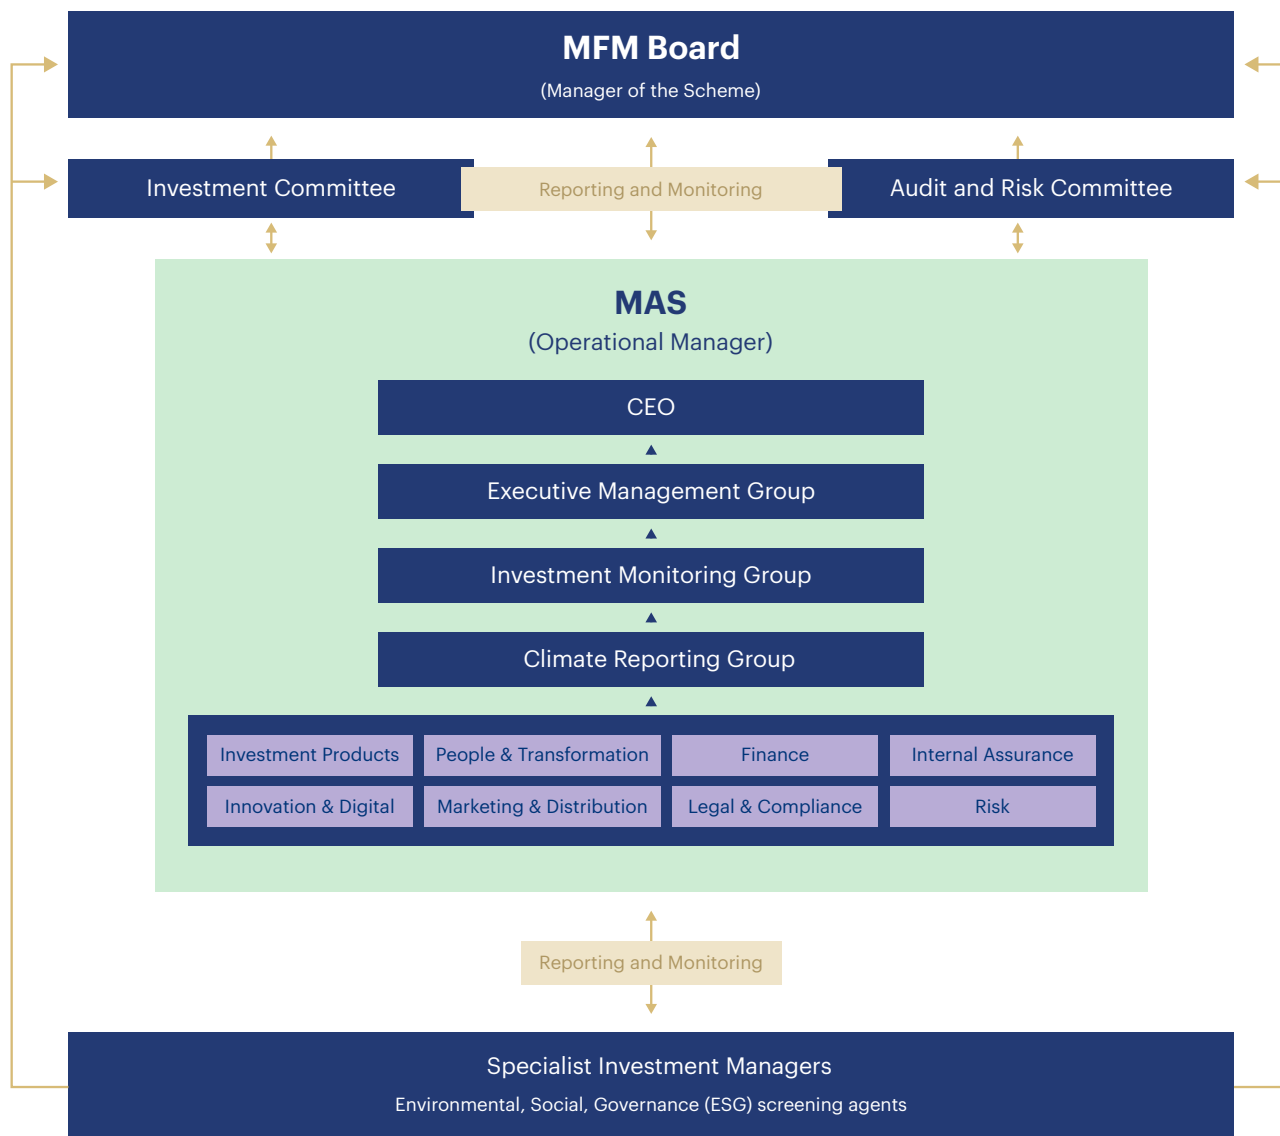 MFM Board
(Manager of the Scheme)
Investment Committee
Reporting and Monitoring
Audit and Risk Committee
MAS
(Operational Manager)
CEO
Executive Management Group
Investment Monitoring Group
Climate Reporting Group
Investment Products
People & Transformation
Finance
Internal Assurance
Innovation & Digital
Marketing & Distribution
Legal & Compliance
Risk
Reporting and Monitoring
Specialist Investment Managers
Environmental, Social, Governance (ESG) screening agents